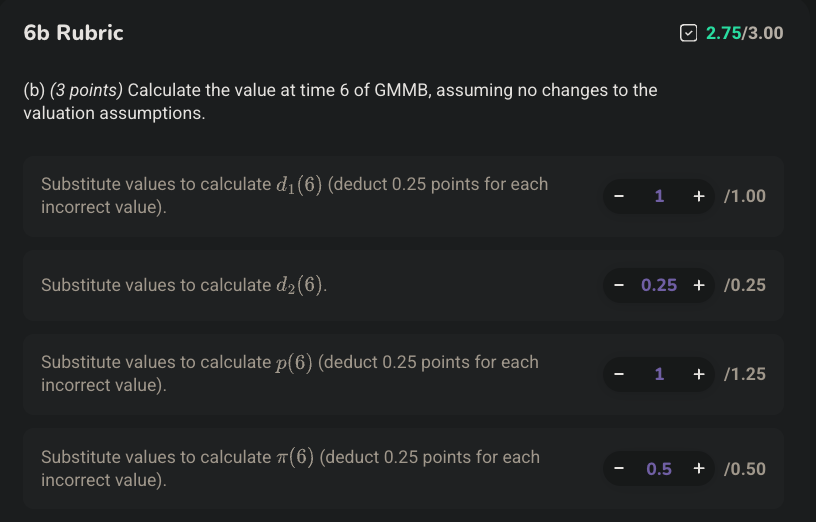 6b Rubric 2.75/3.00
(b) (3 points) Calculate the value at time 6 of GMMB, assuming no changes to the
valuation assumptions.
Substitute values to calculate d₁(6) (deduct 0.25 points for each
incorrect value).
− 1 + /1.00
Substitute values to calculate d₂(6).
− 0.25 + /0.25
Substitute values to calculate p(6) (deduct 0.25 points for each
incorrect value).
− 1 + /1.25
Substitute values to calculate π(6) (deduct 0.25 points for each
incorrect value).
− 0.5 + /0.50